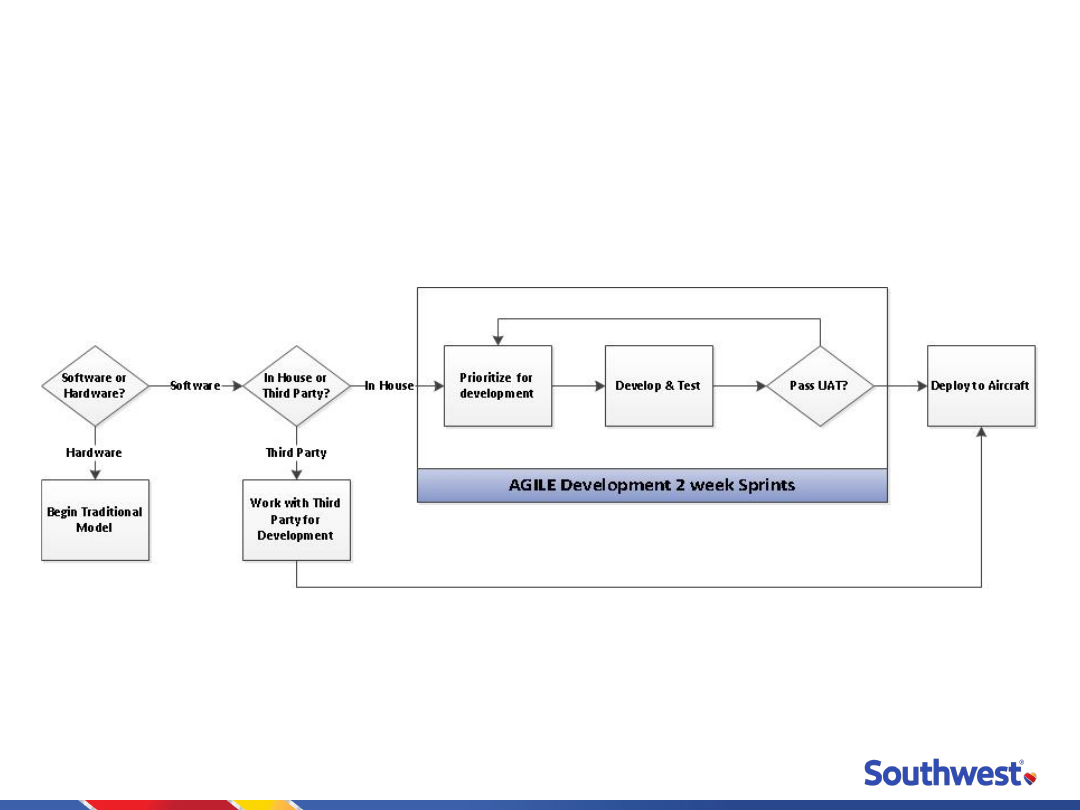 Software or
Hardware?
Software
In House or
Third Party?
In House
Prioritize for
development
Develop & Test
Pass UAT?
Deploy to Aircraft
Hardware
Third Party
Begin Traditional
Model
Work with Third
Party for
Development
AGILE Development 2 week Sprints
Southwest®